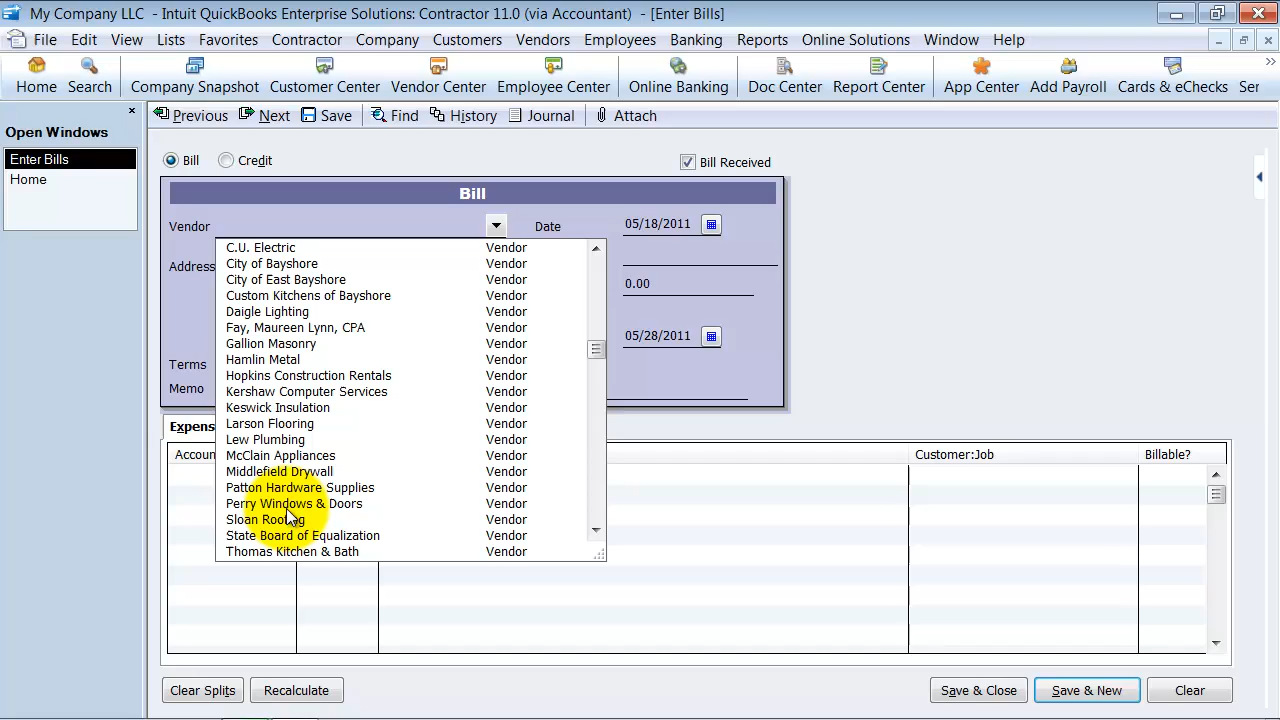 My Company LLC - Intuit QuickBooks Enterprise Solutions: Contractor 11.0 (via Accountant) - [Enter Bills]
File Edit View Lists Favorites Contractor Company Customers Vendors Employees Banking Reports Online Solutions Window Help
Home Search Company Snapshot Customer Center Vendor Center Employee Center Online Banking Doc Center Report Center App Center Add Payroll Cards & eChecks Ser
Open Windows
Enter Bills
Home
Previous Next Save Find History Journal Attach
Bill Credit Bill Received
Bill
Vendor Date 05/18/2011
Address
0.00
05/28/2011
Terms
Memo
C.U. Electric Vendor
City of Bayshore Vendor
City of East Bayshore Vendor
Custom Kitchens of Bayshore Vendor
Daigle Lighting Vendor
Fay, Maureen Lynn, CPA Vendor
Gallion Masonry Vendor
Hamlin Metal Vendor
Hopkins Construction Rentals Vendor
Kershaw Computer Services Vendor
Keswick Insulation Vendor
Larson Flooring Vendor
Lew Plumbing Vendor
McClain Appliances Vendor
Middlefield Drywall Vendor
Patton Hardware Supplies Vendor
Perry Windows & Doors Vendor
Sloan Roofing Vendor
State Board of Equalization Vendor
Thomas Kitchen & Bath Vendor
Expens
Accoun Customer:Job Billable?
Clear Splits Recalculate Save & Close Save & New Clear